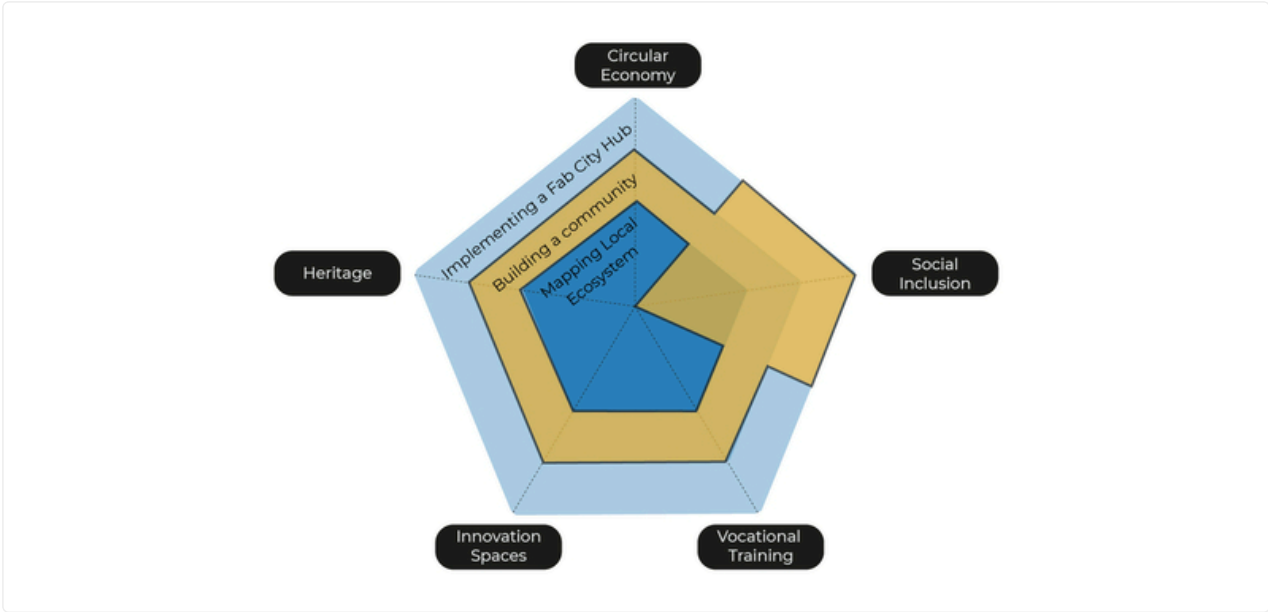 Circular
Economy
Implementing a Fab City Hub
Building a community
Mapping Local
Ecosystem
Heritage
Social
Inclusion
Innovation
Spaces
Vocational
Training